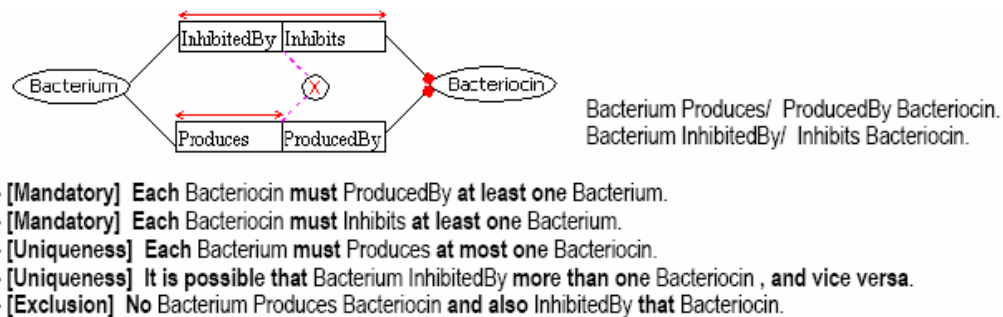 InhibitedBy Inhibits
X
Bacterium
Bacteriocin
Produces ProducedBy
Bacterium Produces/ ProducedBy Bacteriocin.
Bacterium InhibitedBy/ Inhibits Bacteriocin.
- [Mandatory] Each Bacteriocin must ProducedBy at least one Bacterium.
- [Mandatory] Each Bacteriocin must Inhibits at least one Bacterium.
- [Uniqueness] Each Bacterium must Produces at most one Bacteriocin.
- [Uniqueness] It is possible that Bacterium InhibitedBy more than one Bacteriocin , and vice versa.
- [Exclusion] No Bacterium Produces Bacteriocin and also InhibitedBy that Bacteriocin.